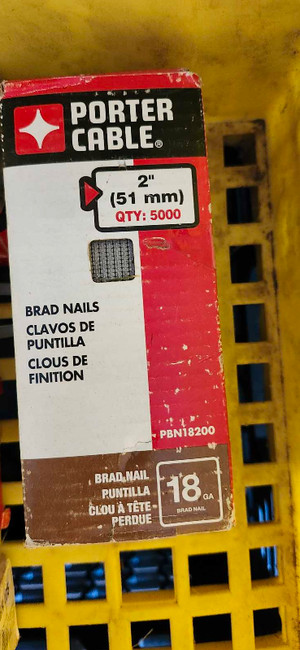 PORTER
CABLE®
2"
(51 mm)
QTY: 5000
BRAD NAILS
CLAVOS DE
PUNTILLA
CLOUS DE
FINITION
PBN18200
BRAD NAIL
PUNTILLA
CLOU À TÊTE-
PERDUE
18 GA
BRAD NAIL